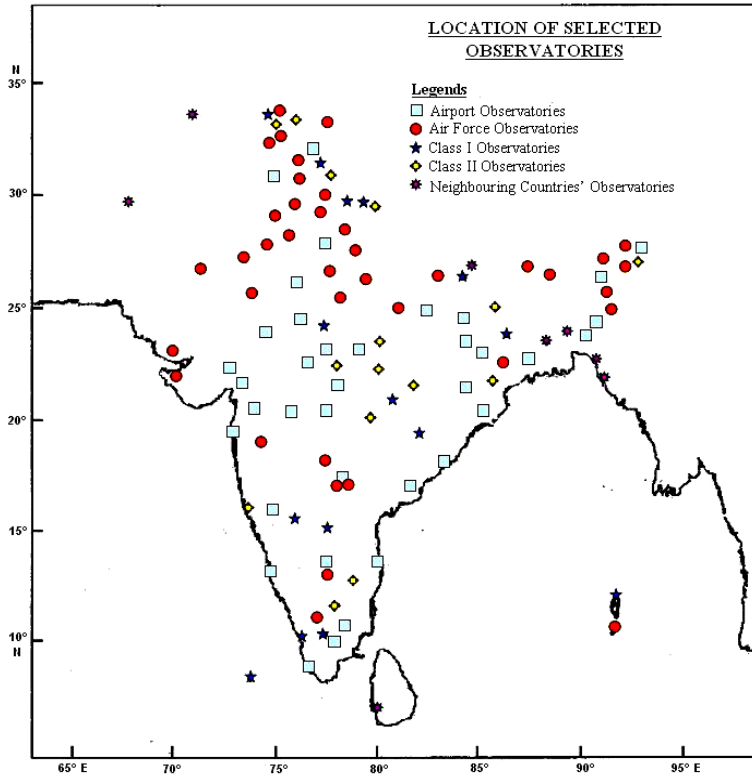 LOCATION OF SELECTED
OBSERVATORIES
N
35°
Legends
Airport Observatories
Air Force Observatories
Class I Observatories
Class II Observatories
Neighbouring Countries’ Observatories
30°
25°
20°
15°
10°
N
65° E
70°
75°
80°
85°
90°
95° E